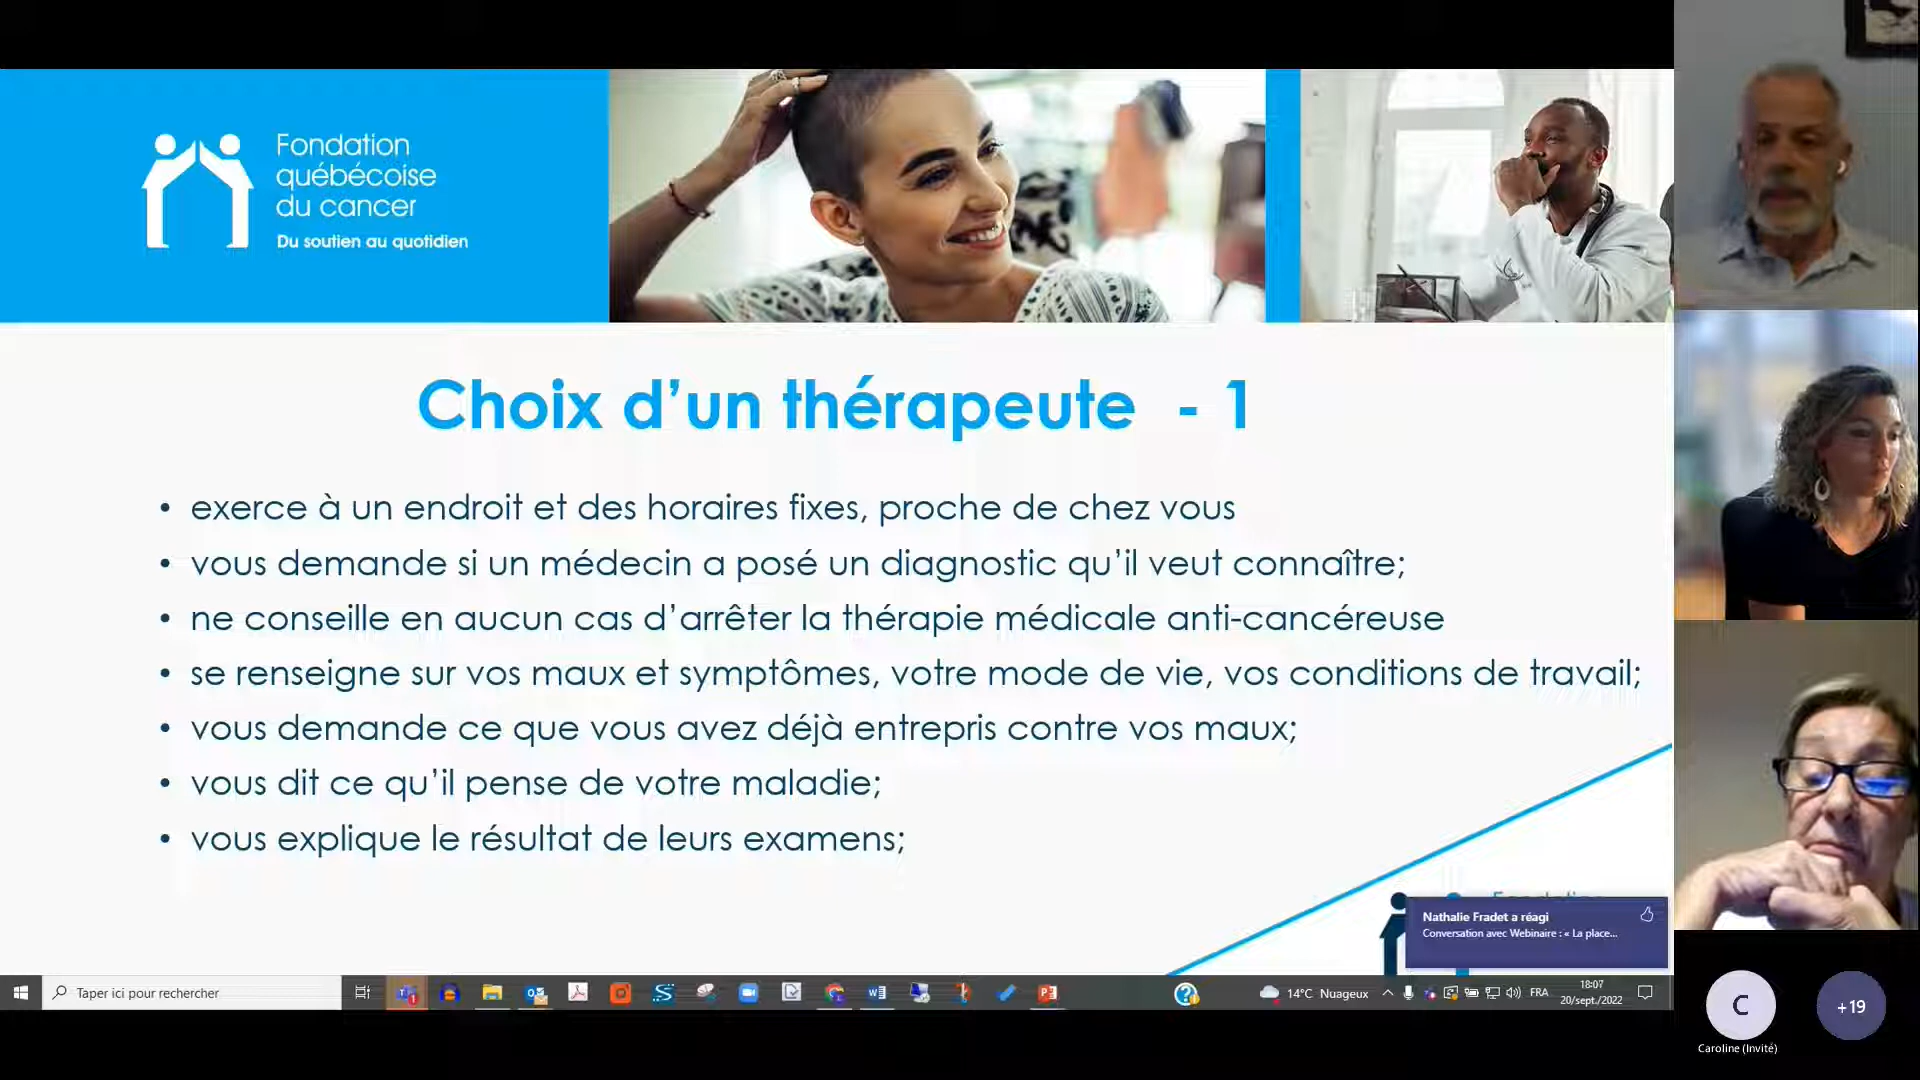 Fondation
québécoise
du cancer
Du soutien au quotidien
Choix d’un thérapeute - 1
• exerce à un endroit et des horaires fixes, proche de chez vous
• vous demande si un médecin a posé un diagnostic qu’il veut connaître;
• ne conseille en aucun cas d’arrêter la thérapie médicale anti-cancéreuse
• se renseigne sur vos maux et symptômes, votre mode de vie, vos conditions de travail;
• vous demande ce que vous avez déjà entrepris contre vos maux;
• vous dit ce qu’il pense de votre maladie;
• vous explique le résultat de leurs examens;
Nathalie Fradet a réagi
Conversation avec Webinaire : « La place...
Taper ici pour rechercher
14°C Nuageux
FRA
18:07
20/sept./2022
C
+19
Caroline (Invité)